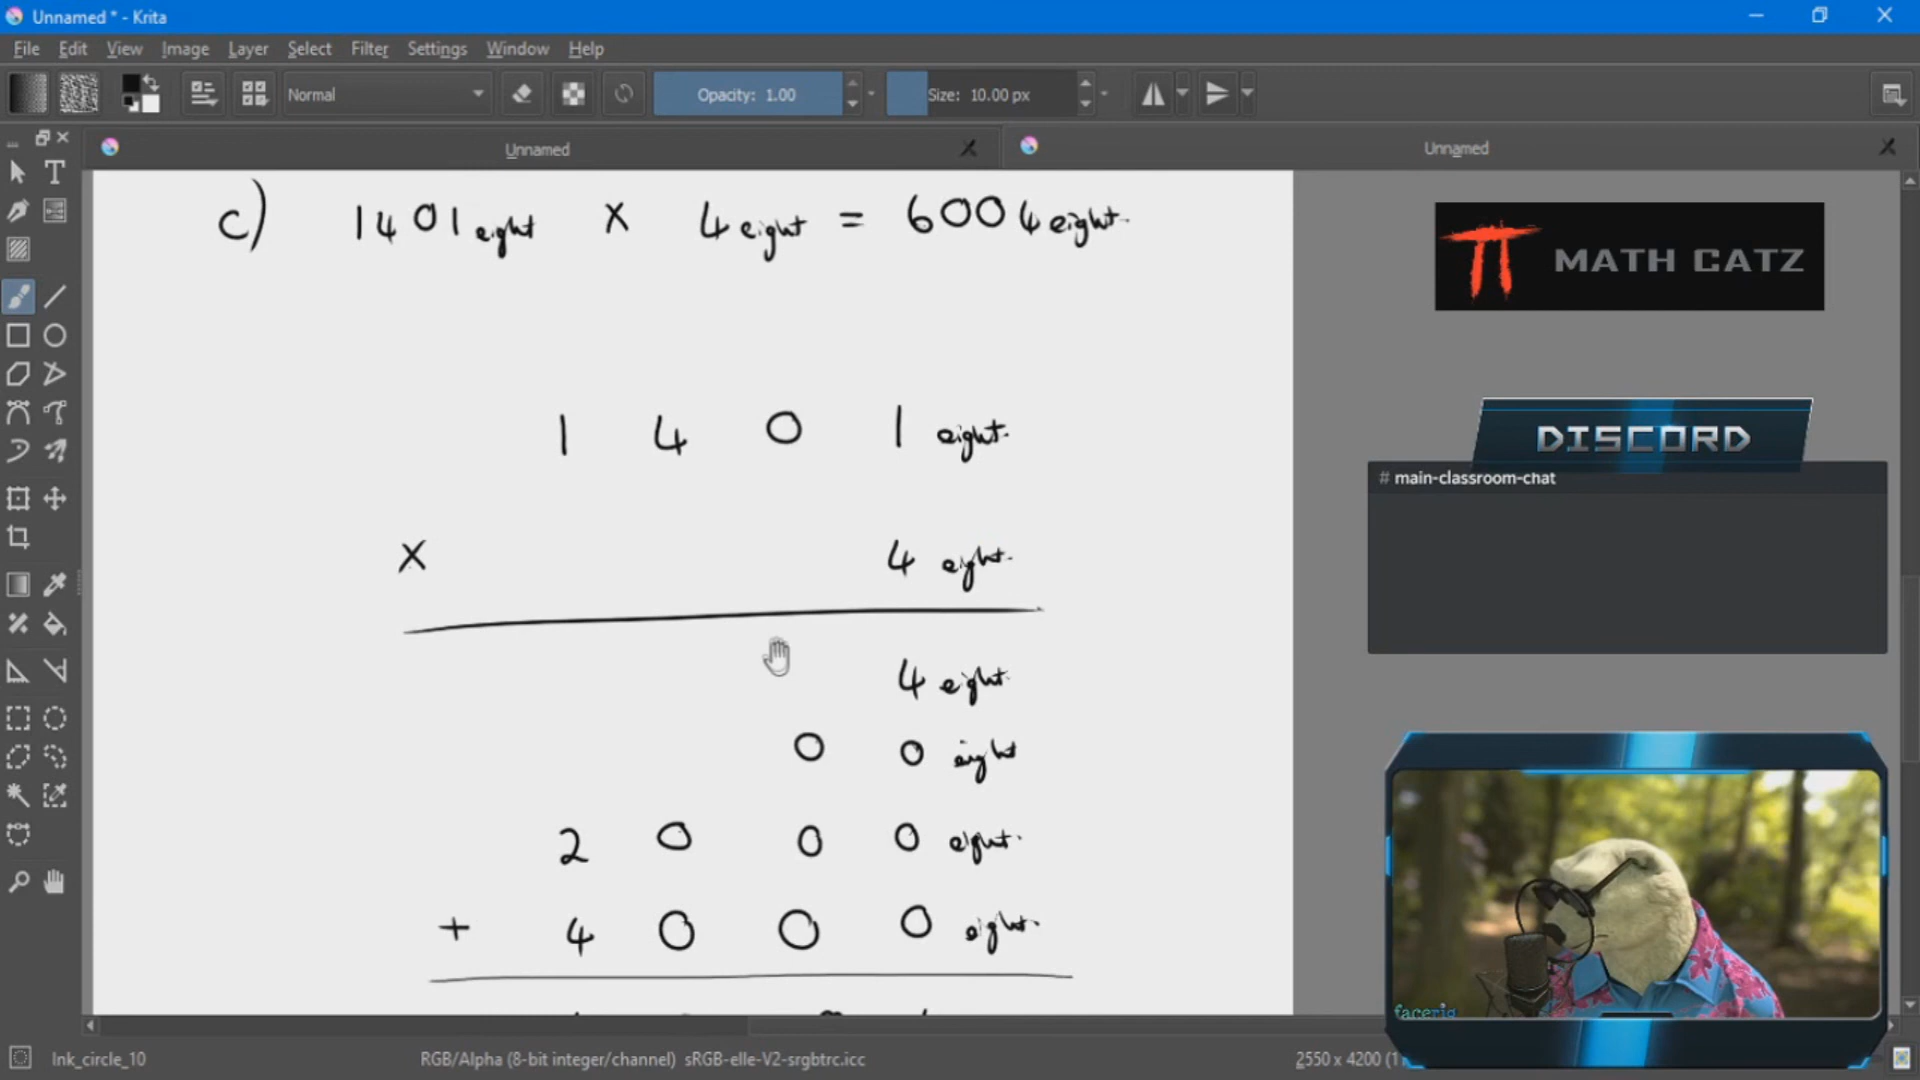 Unnamed * - Krita
File Edit View Image Layer Select Filter Settings Window Help
Normal Opacity: 1.00 Size: 10.00 px
Unnamed Unnamed
c) 1401 eight x 4 eight = 6004 eight
1 4 0 1 eight
x 4 eight
4 eight
0 0 eight
2 0 0 0 eight
+ 4 0 0 0 eight
π MATH CATZ
DISCORD
# main-classroom-chat
facerig
Ink_circle_10 RGB/Alpha (8-bit integer/channel) sRGB-elle-V2-srgbtrc.icc 2550 x 4200 (1